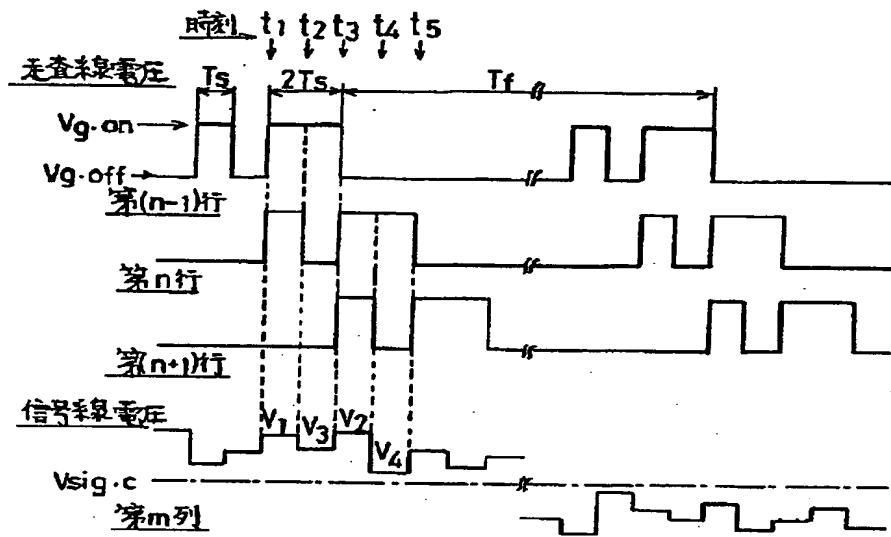 時刻 t1 t2 t3 t4 t5
走査線電圧 Ts 2Ts Tf
Vg・on
Vg・off
第(n-1)行
第n行
第(n+1)行
信号線電圧 V1 V3 V2 V4
Vsig・c
第m列